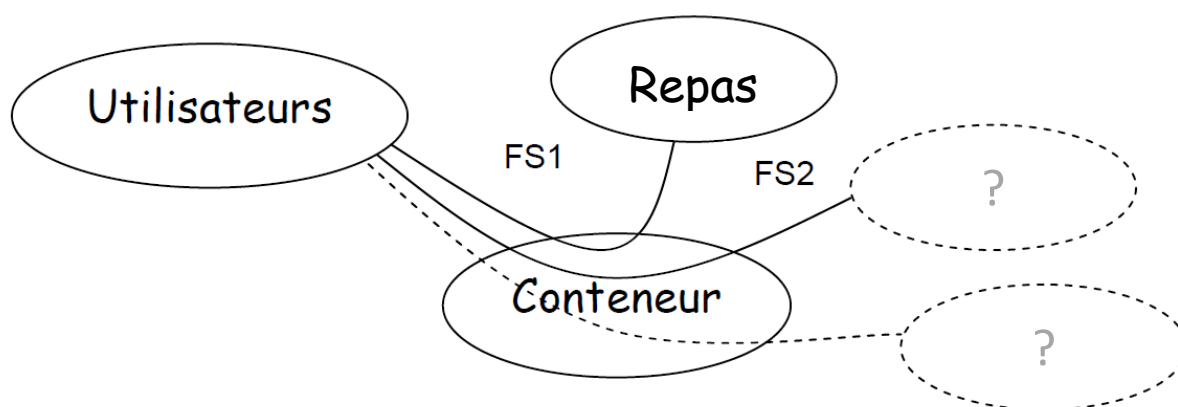 Utilisateurs
Repas
FS1
FS2
?
Conteneur
?